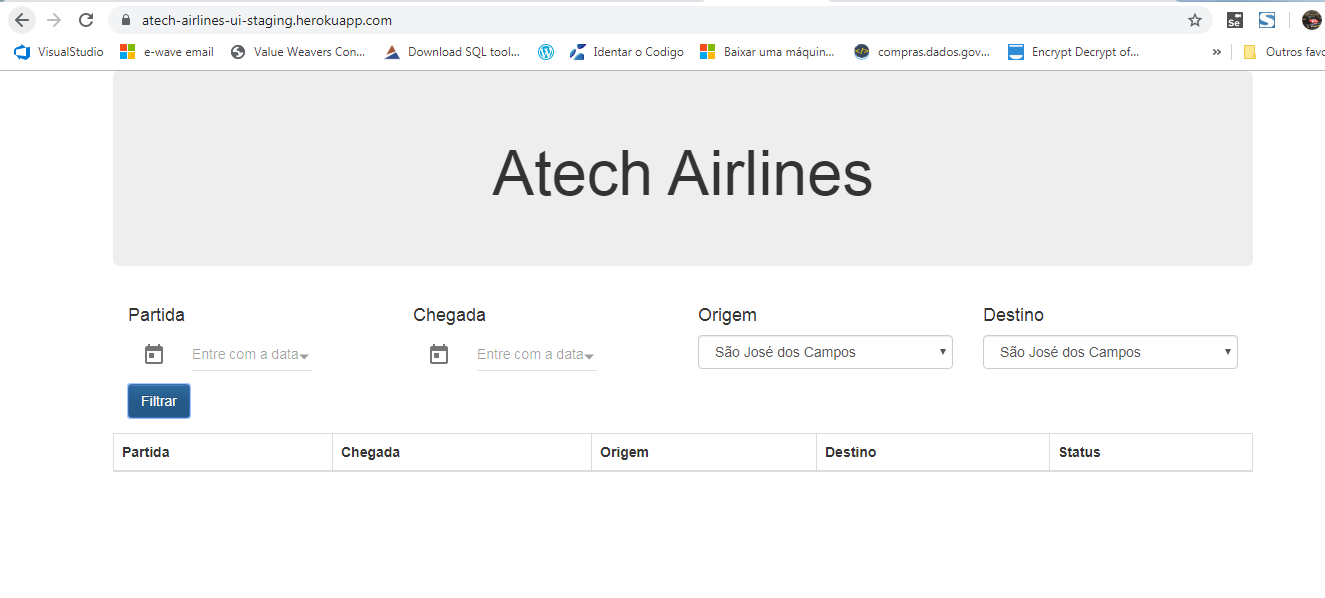 atech-airlines-ui-staging.herokuapp.com
Se S
VisualStudio e-wave email Value Weavers Con... Download SQL tool... Identar o Codigo Baixar uma máquin... compras.dados.gov... Encrypt Decrypt of... » Outros favo
Atech Airlines
Partida Chegada Origem Destino
Entre com a data Entre com a data São José dos Campos São José dos Campos
Filtrar
Partida Chegada Origem Destino Status